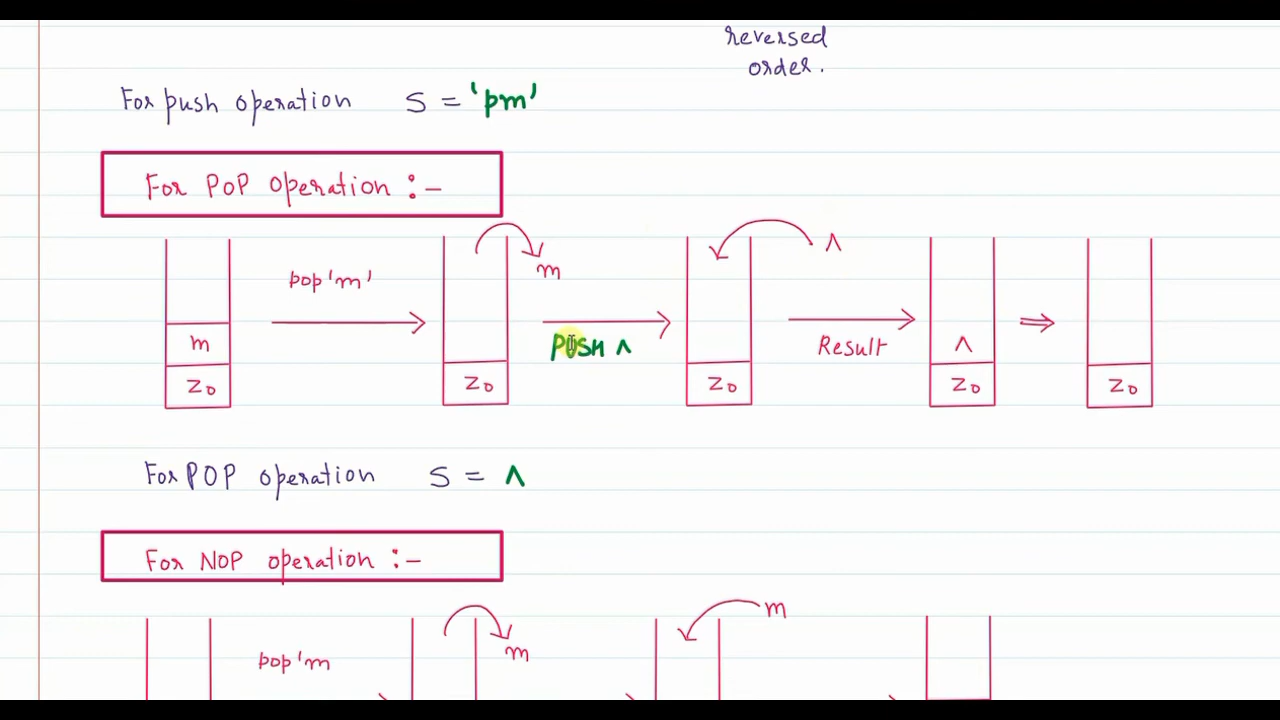 reversed
order.
For push operation S = 'pm'
For POP operation :-
m
Λ
pop 'm'
PUSH Λ
m
Result
Λ
Z0
Z0
Z0
Z0
Z0
For POP operation S = Λ
For NOP operation :-
m
pop 'm
m